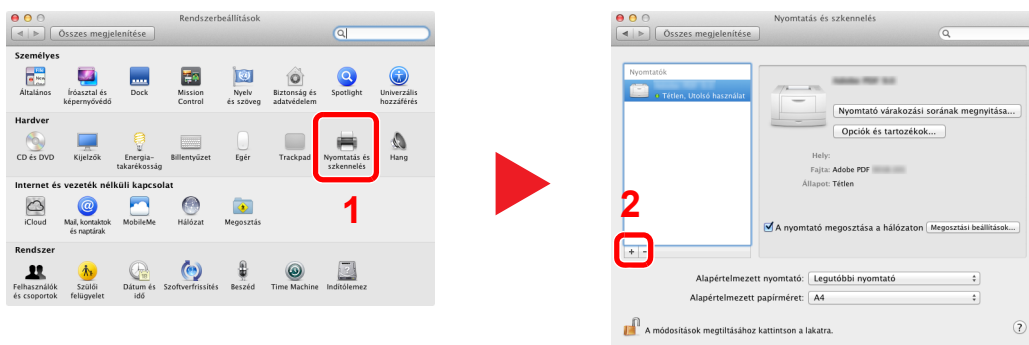 Rendszerbeállítások
Összes megjelenítése
Személyes
Általános
Íróasztal és
képernyővédő
Dock
Mission
Control
Nyelv
és szöveg
Biztonság és
adatvédelem
Spotlight
Univerzális
hozzáférés
Hardver
CD és DVD
Kijelzők
Energia-
takarékosság
Billentyűzet
Egér
Trackpad
Nyomtatás és
szkennelés
Hang
Internet és vezeték nélküli kapcsolat
1
iCloud
Mail, kontaktok
és naptárak
MobileMe
Hálózat
Megosztás
Rendszer
Felhasználók
és csoportok
Szülői
felügyelet
Dátum és
idő
Szoftverfrissítés
Beszéd
Time Machine
Indítólemez
Nyomtatás és szkennelés
Összes megjelenítése
Nyomtatók
Tétlen, Utolsó használat
2
+ -
Nyomtató várakozási sorának megnyitása...
Opciók és tartozékok...
Hely:
Fajta: Adobe PDF
Állapot: Tétlen
A nyomtató megosztása a hálózaton Megosztási beállítások...
Alapértelmezett nyomtató: Legutóbbi nyomtató
Alapértelmezett papírméret: A4
A módosítások megtiltásához kattintson a lakatra.
?